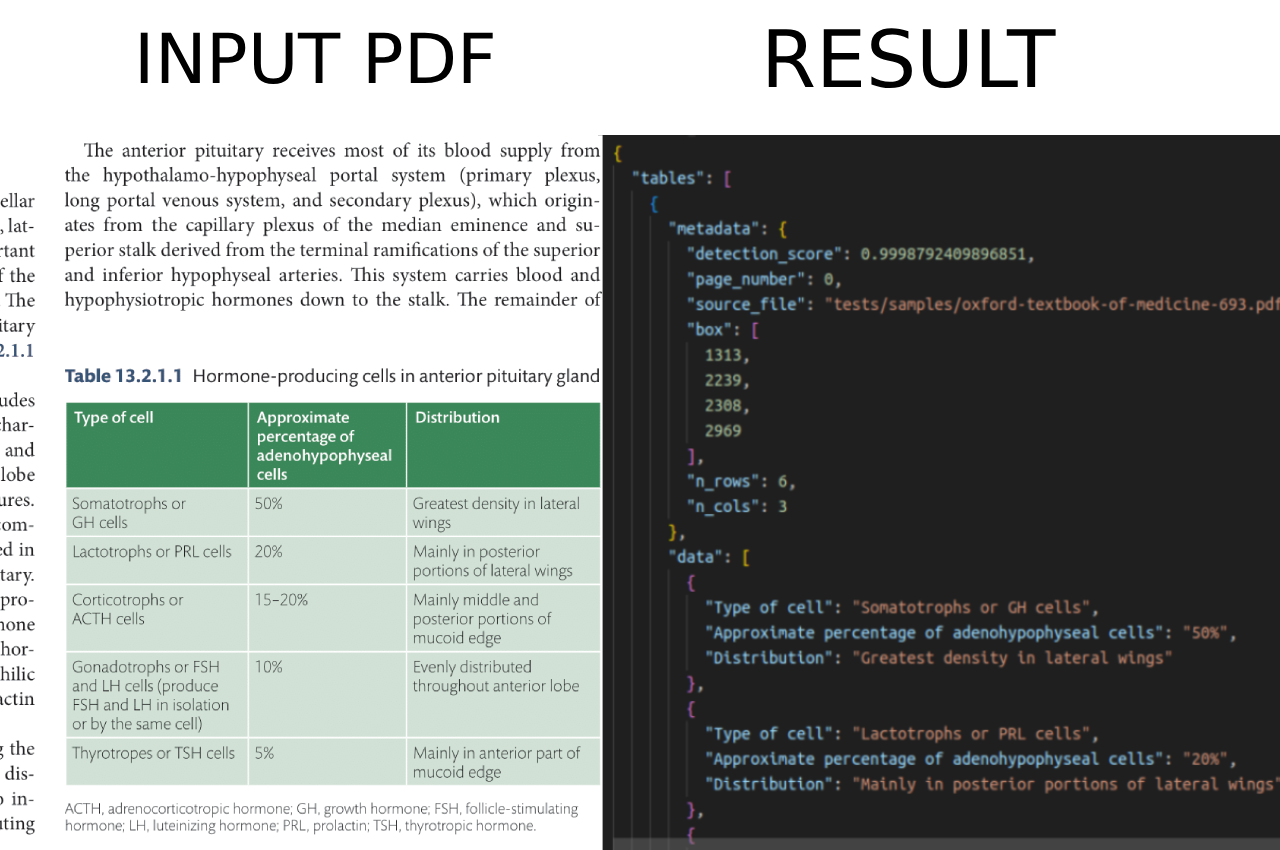 INPUT PDF
RESULT
ellar
, lat-
rtant
f the
The
itary
2.1.1
udes
char-
and
lobe
ures.
com-
ed in
tary.
pro-
mone
hor-
hilic
actin
g the
dis-
o in-
uting
The anterior pituitary receives most of its blood supply from
the hypothalamo-hypophyseal portal system (primary plexus,
long portal venous system, and secondary plexus), which origin-
ates from the capillary plexus of the median eminence and su-
perior stalk derived from the terminal ramifications of the superior
and inferior hypophyseal arteries. This system carries blood and
hypophysiotropic hormones down to the stalk. The remainder of
Table 13.2.1.1 Hormone-producing cells in anterior pituitary gland
Type of cell
Approximate
percentage of
adenohypophyseal
cells
Distribution
Somatotrophs or
GH cells
50%
Greatest density in lateral
wings
Lactotrophs or PRL cells
20%
Mainly in posterior
portions of lateral wings
Corticotrophs or
ACTH cells
15–20%
Mainly middle and
posterior portions of
mucoid edge
Gonadotrophs or FSH
and LH cells (produce
FSH and LH in isolation
or by the same cell)
10%
Evenly distributed
throughout anterior lobe
Thyrotropes or TSH cells
5%
Mainly in anterior part of
mucoid edge
ACTH, adrenocorticotropic hormone; GH, growth hormone; FSH, follicle-stimulating
hormone; LH, luteinizing hormone; PRL, prolactin; TSH, thyrotropic hormone.
{
"tables": [
{
"metadata": {
"detection_score": 0.9998792409896851,
"page_number": 0,
"source_file": "tests/samples/oxford-textbook-of-medicine-693.pdf
"box": [
1313,
2239,
2308,
2969
],
"n_rows": 6,
"n_cols": 3
},
"data": [
{
"Type of cell": "Somatotrophs or GH cells",
"Approximate percentage of adenohypophyseal cells": "50%",
"Distribution": "Greatest density in lateral wings"
},
{
"Type of cell": "Lactotrophs or PRL cells",
"Approximate percentage of adenohypophyseal cells": "20%",
"Distribution": "Mainly in posterior portions of lateral wings"
},
{